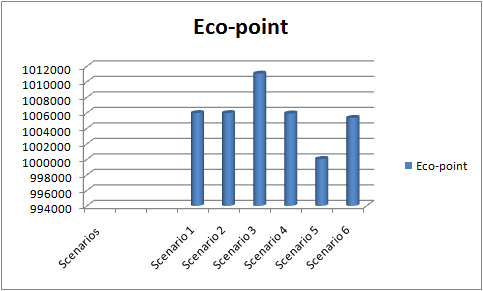 Eco-point
1012000
1010000
1008000
1006000
1004000
1002000
1000000
998000
996000
994000
Scenarios
Scenario 1
Scenario 2
Scenario 3
Scenario 4
Scenario 5
Scenario 6
Eco-point